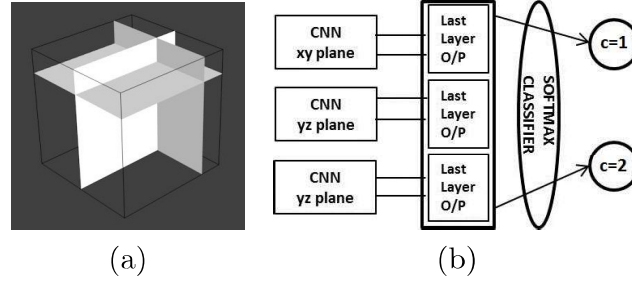 CNN
xy plane
Last
Layer
O/P
CNN
yz plane
Last
Layer
O/P
CNN
yz plane
Last
Layer
O/P
SOFTMAX
CLASSIFIER
c=1
c=2
(a)
(b)